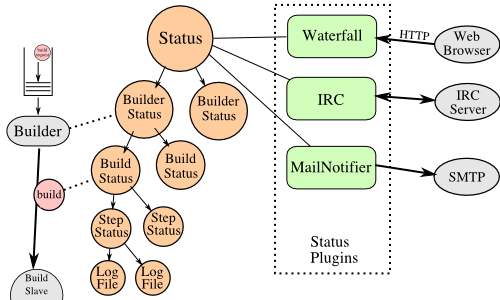 build
request
Status
Waterfall
HTTP
Web
Browser
Builder
Status
Builder
Status
IRC
IRC
Server
Builder
Build
Status
Build
Status
MailNotifier
SMTP
build
Step
Status
Step
Status
Status
Plugins
Log
File
Log
File
Build
Slave